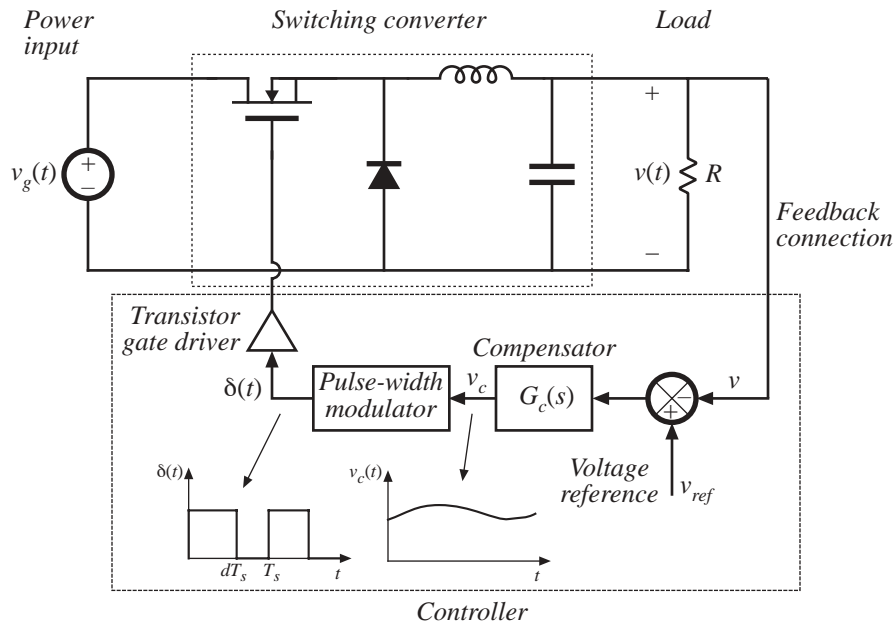 Power
input
Switching converter
Load
+
–
v_g(t)
+
v(t)
–
R
Feedback
connection
Transistor
gate driver
δ(t)
Pulse-width
modulator
v_c
Compensator
G_c(s)
–
+
v
Voltage
reference
v_ref
δ(t)
dT_s
T_s
t
v_c(t)
t
Controller